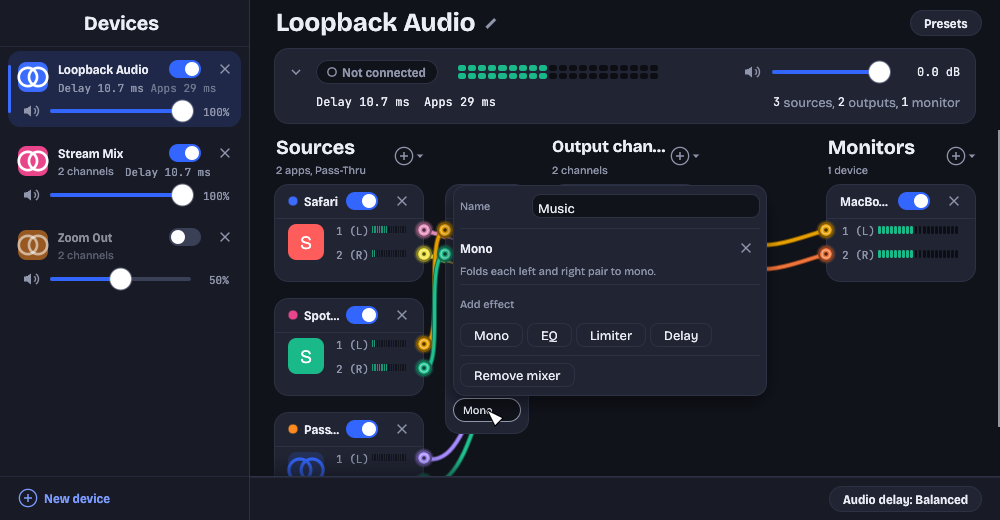 Devices
Loopback Audio
Delay 10.7 ms Apps 29 ms
100%
Stream Mix
2 channels Delay 10.7 ms
100%
Zoom Out
2 channels
50%
New device
Loopback Audio
Presets
Not connected
0.0 dB
Delay 10.7 ms Apps 29 ms
3 sources, 2 outputs, 1 monitor
Sources
2 apps, Pass-Thru
Output chan...
2 channels
Monitors
1 device
Safari
S
1 (L)
2 (R)
Spot...
S
1 (L)
2 (R)
Pass...
1 (L)
Name
Music
Mono
Folds each left and right pair to mono.
Add effect
Mono
EQ
Limiter
Delay
Remove mixer
Mono
MacBo...
1 (L)
2 (R)
Audio delay: Balanced